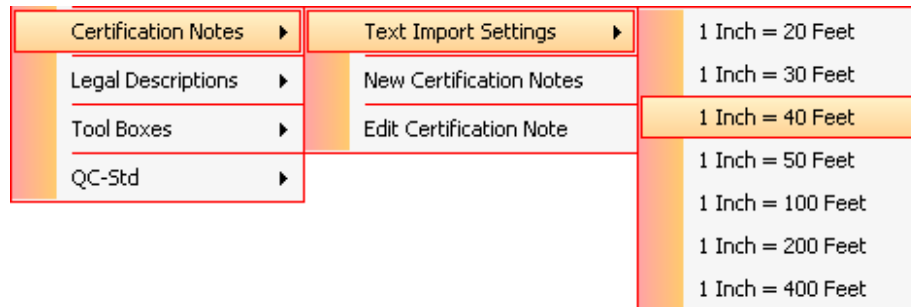 Certification Notes
Legal Descriptions
Tool Boxes
QC-Std
Text Import Settings
New Certification Notes
Edit Certification Note
1 Inch = 20 Feet
1 Inch = 30 Feet
1 Inch = 40 Feet
1 Inch = 50 Feet
1 Inch = 100 Feet
1 Inch = 200 Feet
1 Inch = 400 Feet